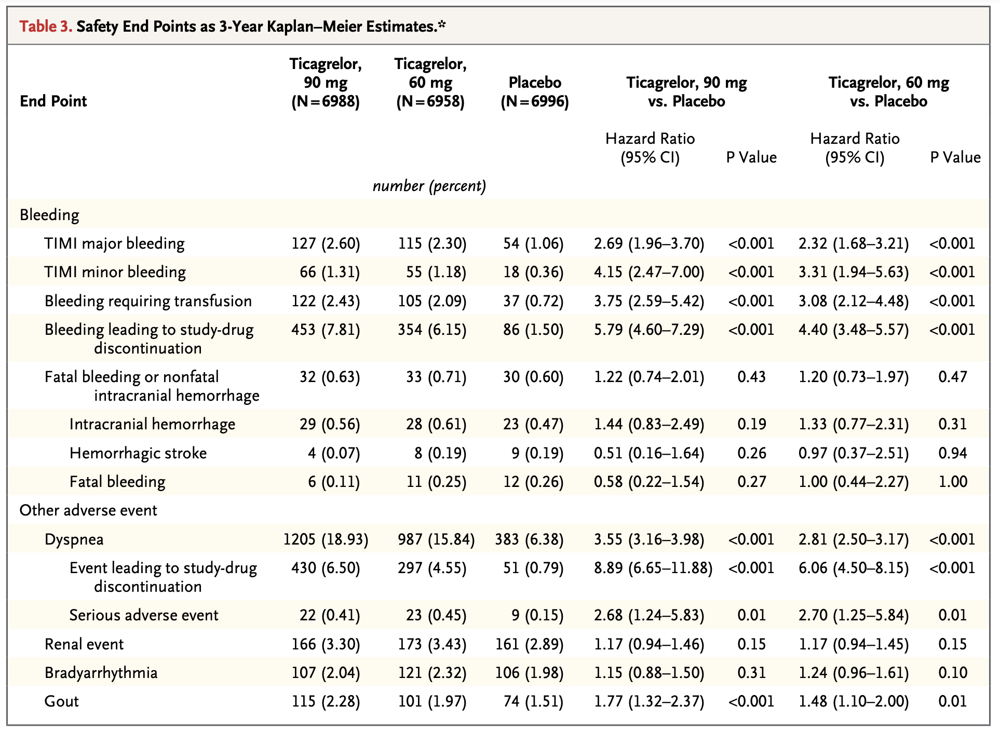 Table 3. Safety End Points as 3-Year Kaplan–Meier Estimates.*
End Point Ticagrelor, 90 mg (N=6988) Ticagrelor, 60 mg (N=6958) Placebo (N=6996) Ticagrelor, 90 mg vs. Placebo Ticagrelor, 60 mg vs. Placebo
Hazard Ratio (95% CI) P Value Hazard Ratio (95% CI) P Value
number (percent)
Bleeding
TIMI major bleeding 127 (2.60) 115 (2.30) 54 (1.06) 2.69 (1.96–3.70) <0.001 2.32 (1.68–3.21) <0.001
TIMI minor bleeding 66 (1.31) 55 (1.18) 18 (0.36) 4.15 (2.47–7.00) <0.001 3.31 (1.94–5.63) <0.001
Bleeding requiring transfusion 122 (2.43) 105 (2.09) 37 (0.72) 3.75 (2.59–5.42) <0.001 3.08 (2.12–4.48) <0.001
Bleeding leading to study-drug 453 (7.81) 354 (6.15) 86 (1.50) 5.79 (4.60–7.29) <0.001 4.40 (3.48–5.57) <0.001
discontinuation
Fatal bleeding or nonfatal 32 (0.63) 33 (0.71) 30 (0.60) 1.22 (0.74–2.01) 0.43 1.20 (0.73–1.97) 0.47
intracranial hemorrhage
Intracranial hemorrhage 29 (0.56) 28 (0.61) 23 (0.47) 1.44 (0.83–2.49) 0.19 1.33 (0.77–2.31) 0.31
Hemorrhagic stroke 4 (0.07) 8 (0.19) 9 (0.19) 0.51 (0.16–1.64) 0.26 0.97 (0.37–2.51) 0.94
Fatal bleeding 6 (0.11) 11 (0.25) 12 (0.26) 0.58 (0.22–1.54) 0.27 1.00 (0.44–2.27) 1.00
Other adverse event
Dyspnea 1205 (18.93) 987 (15.84) 383 (6.38) 3.55 (3.16–3.98) <0.001 2.81 (2.50–3.17) <0.001
Event leading to study-drug 430 (6.50) 297 (4.55) 51 (0.79) 8.89 (6.65–11.88) <0.001 6.06 (4.50–8.15) <0.001
discontinuation
Serious adverse event 22 (0.41) 23 (0.45) 9 (0.15) 2.68 (1.24–5.83) 0.01 2.70 (1.25–5.84) 0.01
Renal event 166 (3.30) 173 (3.43) 161 (2.89) 1.17 (0.94–1.46) 0.15 1.17 (0.94–1.45) 0.15
Bradyarrhythmia 107 (2.04) 121 (2.32) 106 (1.98) 1.15 (0.88–1.50) 0.31 1.24 (0.96–1.61) 0.10
Gout 115 (2.28) 101 (1.97) 74 (1.51) 1.77 (1.32–2.37) <0.001 1.48 (1.10–2.00) 0.01